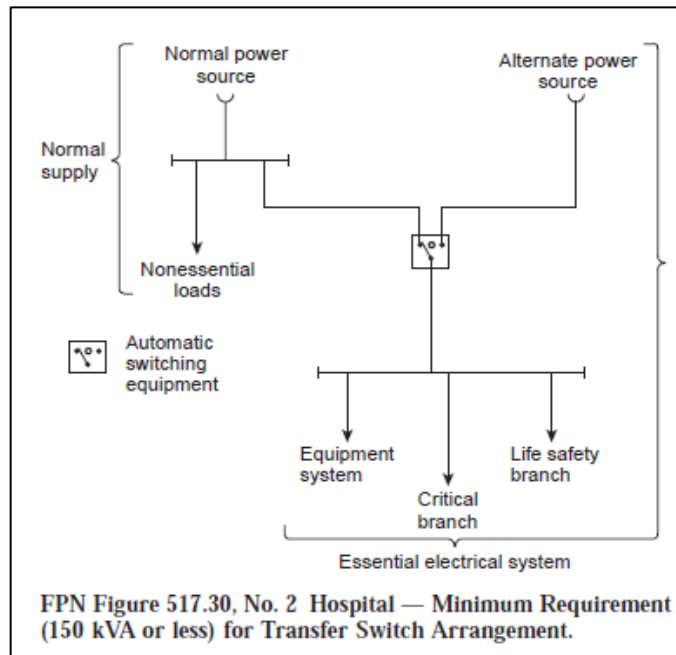 Normal power
source
Alternate power
source
Normal
supply
Nonessential
loads
Automatic
switching
equipment
Equipment
system
Critical
branch
Life safety
branch
Essential electrical system
FPN Figure 517.30, No. 2 Hospital — Minimum Requirement
(150 kVA or less) for Transfer Switch Arrangement.